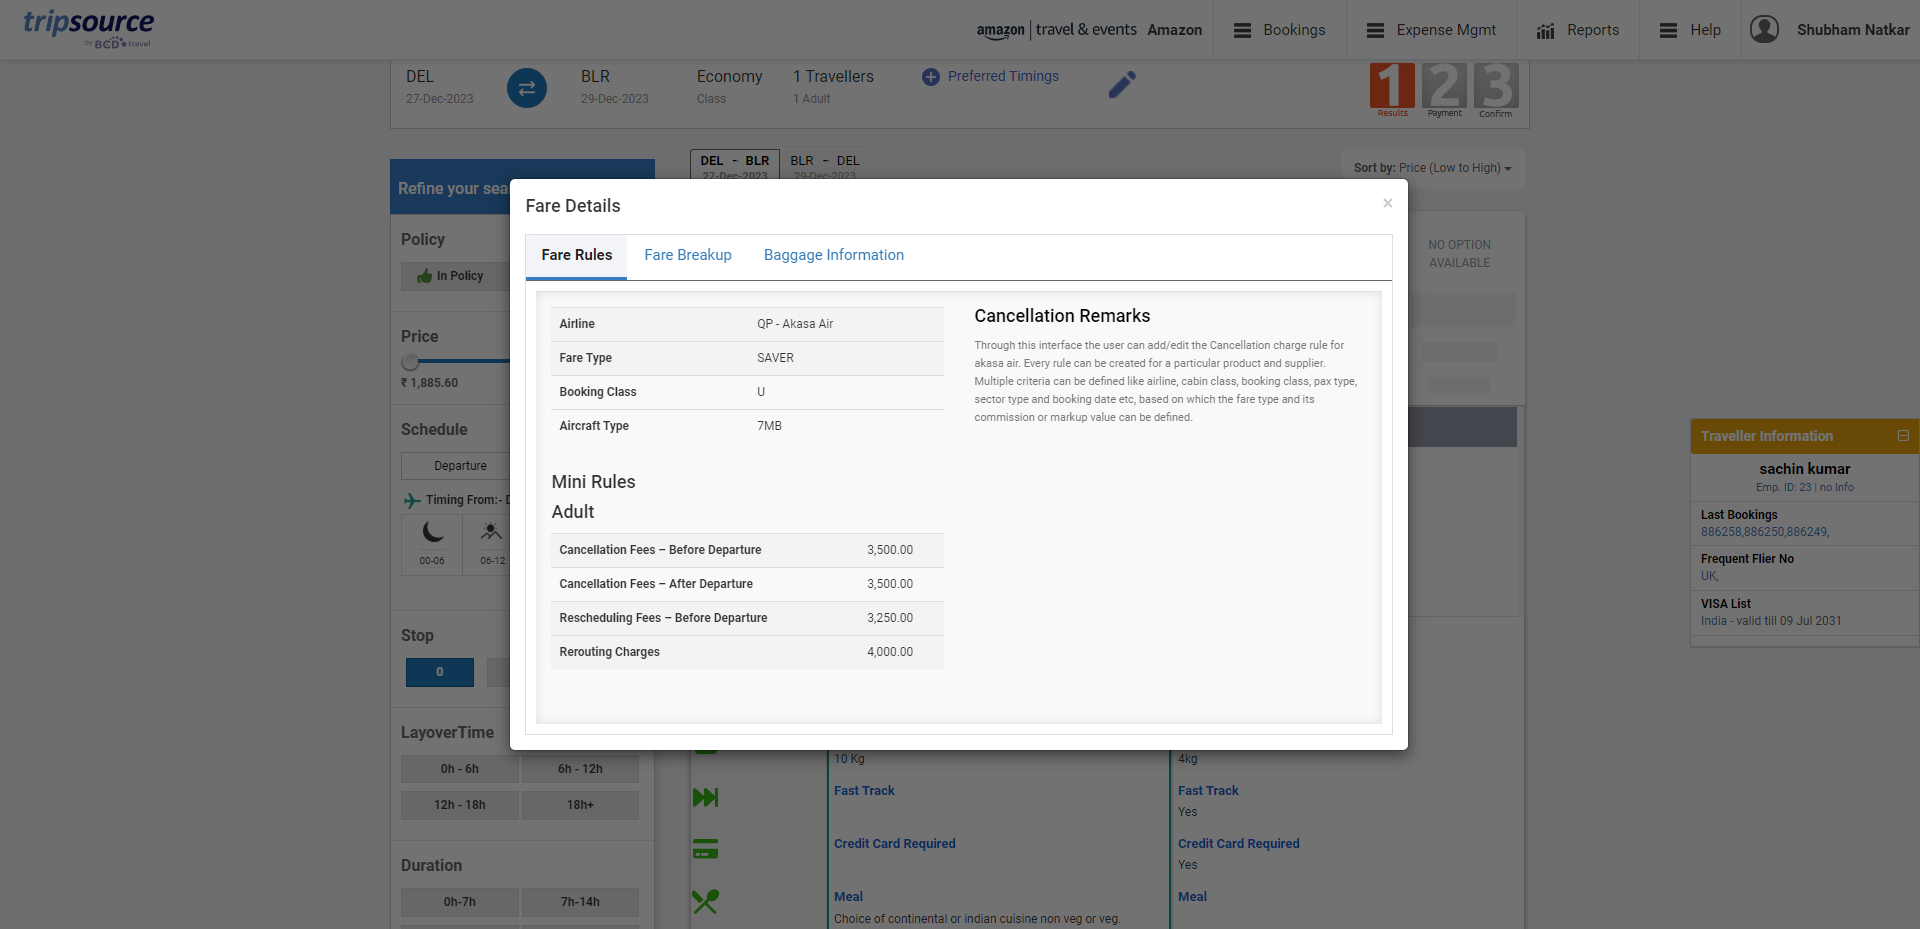 tripsource
by BCD travel
amazon | travel & events Amazon
Bookings
Expense Mgmt
Reports
Help
Shubham Natkar
DEL
27-Dec-2023
BLR
29-Dec-2023
Economy
Class
1 Travellers
1 Adult
Preferred Timings
1 2 3
Results Payment Confirm
DEL - BLR
27-Dec-2023
BLR - DEL
29-Dec-2023
Sort by: Price (Low to High)
Refine your sea
Policy
In Policy
Price
₹ 1,885.60
Schedule
Departure
Timing From:- D
00-06
06-12
Stop
0
LayoverTime
0h - 6h
6h - 12h
12h - 18h
18h+
Duration
0h-7h
7h-14h
Fare Details
×
Fare Rules
Fare Breakup
Baggage Information
Airline QP - Akasa Air
Fare Type SAVER
Booking Class U
Aircraft Type 7MB
Mini Rules
Adult
Cancellation Fees – Before Departure 3,500.00
Cancellation Fees – After Departure 3,500.00
Rescheduling Fees – Before Departure 3,250.00
Rerouting Charges 4,000.00
Cancellation Remarks
Through this interface the user can add/edit the Cancellation charge rule for
akasa air. Every rule can be created for a particular product and supplier.
Multiple criteria can be defined like airline, cabin class, booking class, pax type,
sector type and booking date etc, based on which the fare type and its
commission or markup value can be defined.
NO OPTION
AVAILABLE
10 Kg
4kg
Fast Track
Fast Track
Yes
Credit Card Required
Credit Card Required
Yes
Meal
Choice of continental or indian cuisine non veg or veg.
Meal
Traveller Information
sachin kumar
Emp. ID: 23 | no Info
Last Bookings
886258,886250,886249,
Frequent Flier No
UK,
VISA List
India - valid till 09 Jul 2031